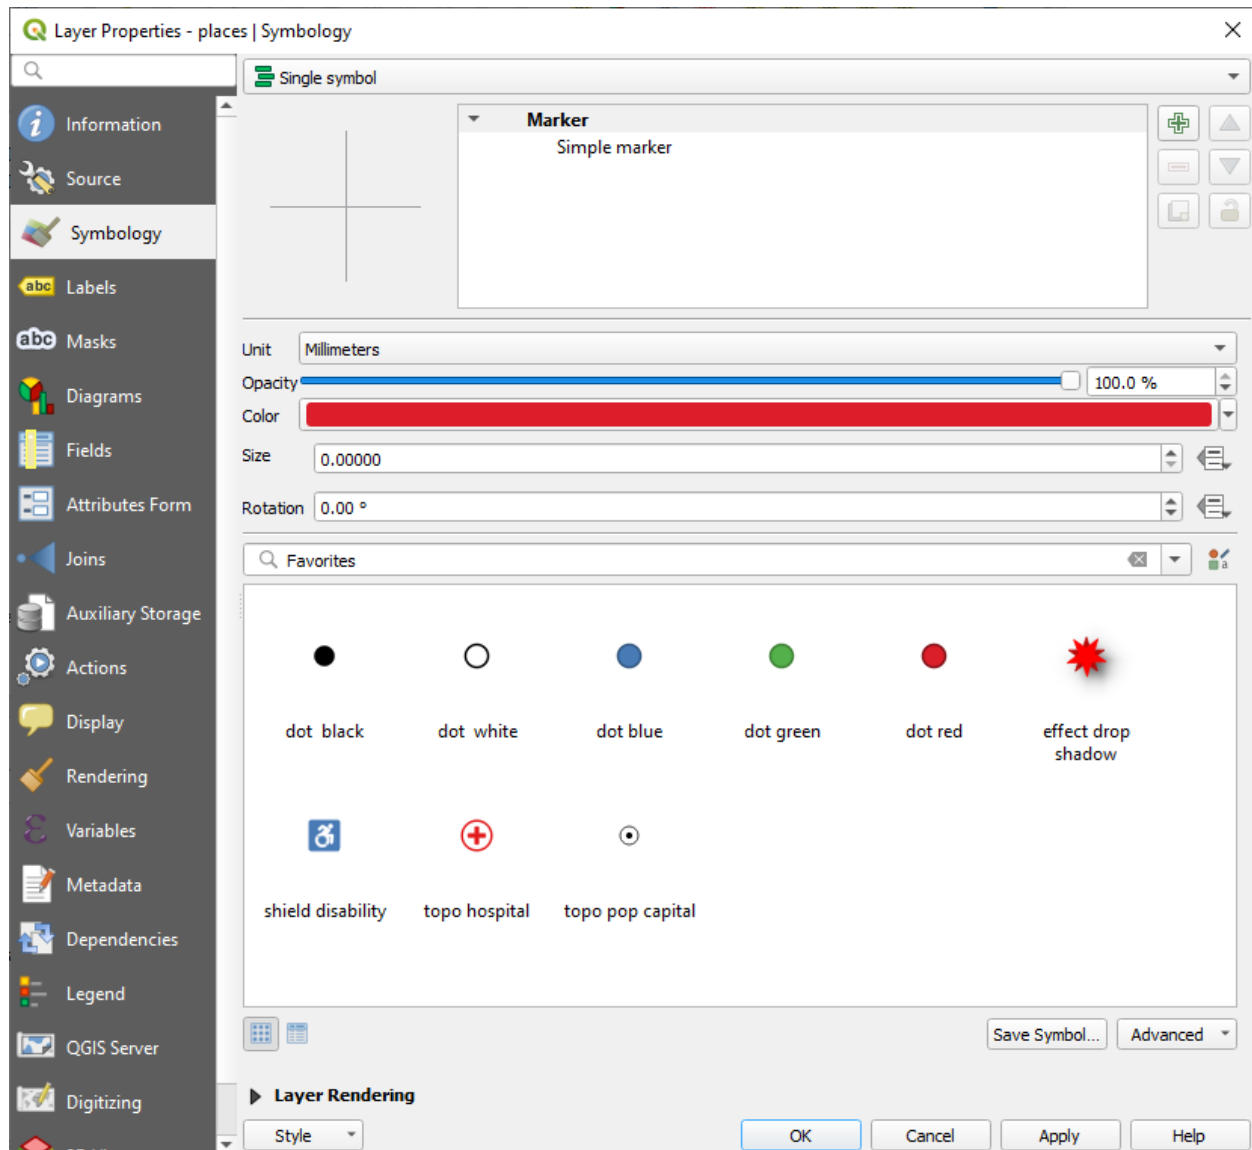 Layer Properties - places | Symbology
Single symbol
Information
Marker
Simple marker
Source
Symbology
abc Labels
abc Masks
Unit Millimeters
Opacity 100.0 %
Diagrams
Color
Fields
Size 0.00000
Attributes Form
Rotation 0.00 °
Joins
Favorites
a
Auxiliary Storage
Actions
Display
dot black
dot white
dot blue
dot green
dot red
effect drop
shadow
Rendering
Variables
Metadata
shield disability
topo hospital
topo pop capital
Dependencies
Legend
QGIS Server
Save Symbol...
Advanced
Digitizing
Layer Rendering
Style
OK
Cancel
Apply
Help